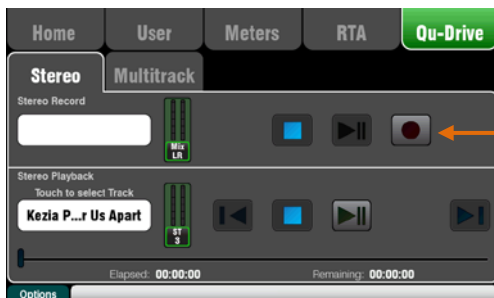 Home User Meters RTA Qu-Drive
Stereo Multitrack
Stereo Record
Mix
LR
Stereo Playback
Touch to select Track
Kezia P...r Us Apart
ST
3
Elapsed: 00:00:00 Remaining: 00:00:00
Options